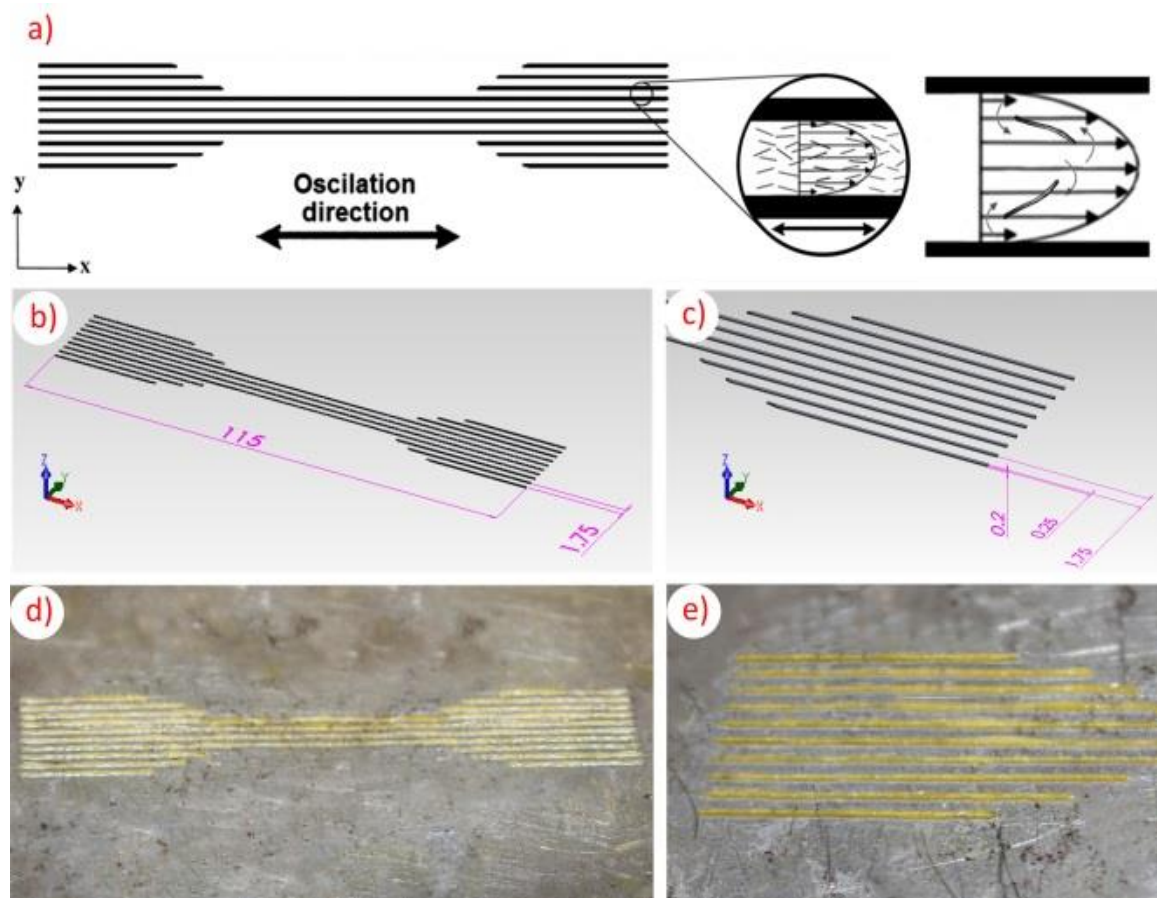 a)
y
x
Oscilation
direction
b)
115
1.75
Z
Y
X
c)
0.2
0.25
1.75
Z
Y
X
d)
e)